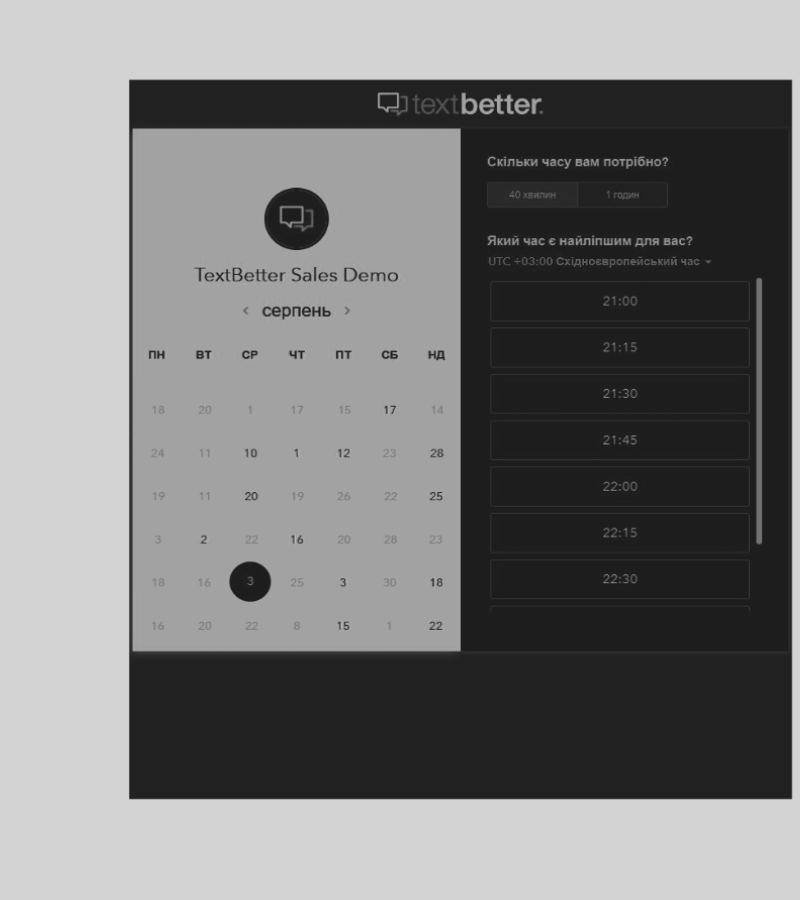 textbetter.
TextBetter Sales Demo
< серпень >
ПН ВТ СР ЧТ ПТ СБ НД
18 20 1 17 15 17 14
24 11 10 1 12 23 28
19 11 20 19 26 22 25
3 2 22 16 20 28 23
18 16 3 25 3 30 18
16 20 22 8 15 1 22
Скільки часу вам потрібно?
40 хвилин 1 годин
Який час є найліпшим для вас?
UTC +03:00 Східноєвропейський час
21:00
21:15
21:30
21:45
22:00
22:15
22:30